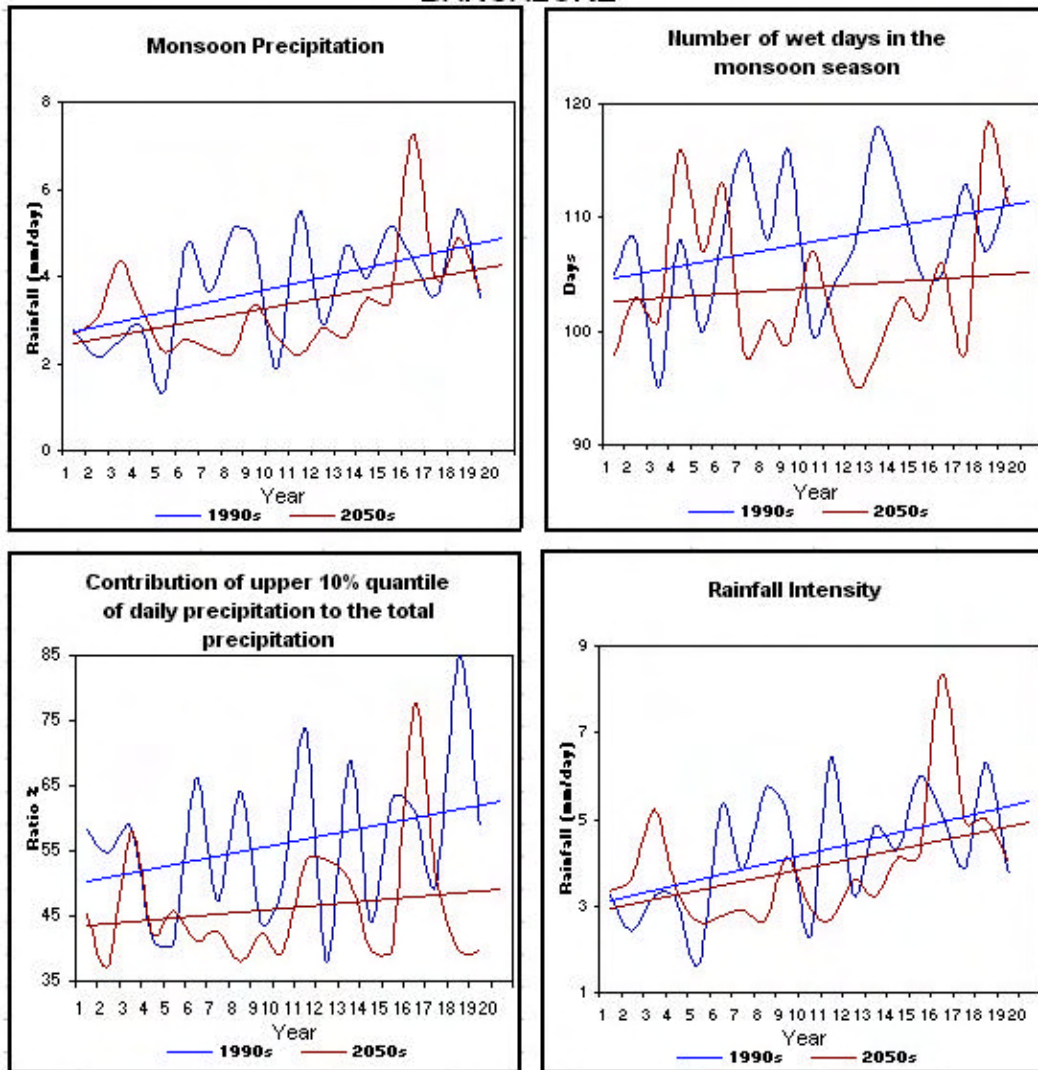 Monsoon Precipitation
8
6
4
2
0
Rainfall (mm/day)
1 2 3 4 5 6 7 8 9 10 11 12 13 14 15 16 17 18 19 20
Year
1990s 2050s
Number of wet days in the
monsoon season
120
110
100
90
Days
1 2 3 4 5 6 7 8 9 10 11 12 13 14 15 16 17 18 19 20
Year
1990s 2050s
Contribution of upper 10% quantile
of daily precipitation to the total
precipitation
85
75
65
55
45
35
Ratio %
1 2 3 4 5 6 7 8 9 10 11 12 13 14 15 16 17 18 19 20
Year
1990s 2050s
Rainfall Intensity
9
7
5
3
1
Rainfall (mm/day)
1 2 3 4 5 6 7 8 9 10 11 12 13 14 15 16 17 18 19 20
Year
1990s 2050s